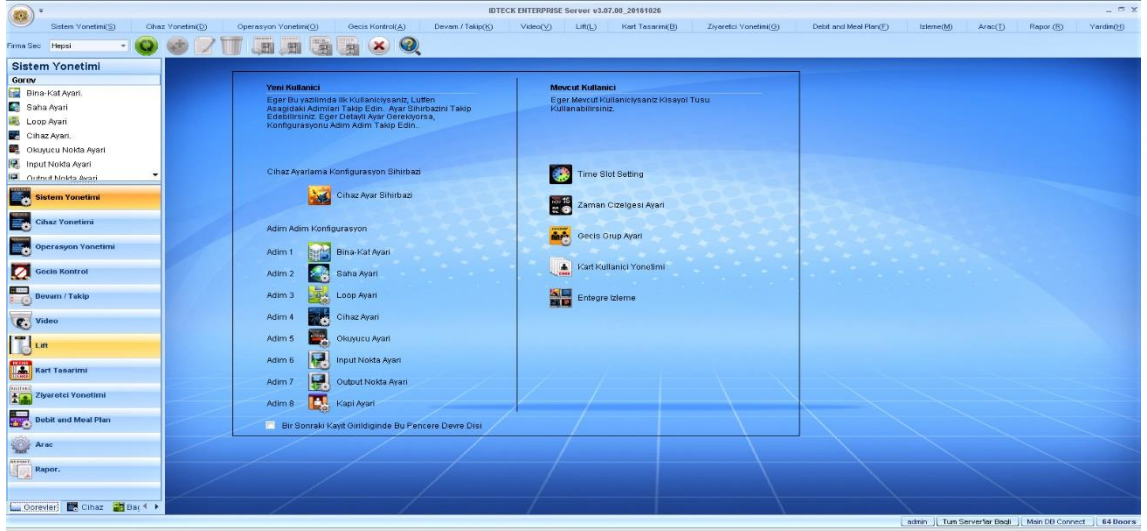 IDTECK ENTERPRISE Server v3.07.00_20161026
Sistem Yonetimi(S) Cihaz Yonetimi(D) Operasyon Yonetimi(O) Gecis Kontrol(A) Devam / Takip(K) Video(V) Lift(L) Kart Tasarimi(B) Ziyaretci Yonetimi(G) Debit and Meal Plan(F) Izleme(M) Arac(T) Rapor (R) Yardim(H)
Firma Sec Hepsi
Sistem Yonetimi
Gorev
Bina-Kat Ayari.
Saha Ayari
Loop Ayari
Cihaz Ayari.
Okuyucu Nokta Ayari
Input Nokta Ayari
Output Nokta Ayari
Sistem Yonetimi
Cihaz Yonetimi
Operasyon Yonetimi
Gecis Kontrol
Devam / Takip
Video
Lift
Kart Tasarimi
Ziyaretci Yonetimi
Debit and Meal Plan
Arac
Rapor.
Gorevler Cihaz
Yeni Kullanici
Eger Bu yazilimda Ilk Kullaniciysaniz, Lutfen
Asagidaki Adimlari Takip Edin. Ayar Sihirbazini Takip
Edebilirsiniz. Eger Detayli Ayar Gerekiyorsa,
Konfigurasyonu Adim Adim Takip Edin..
Cihaz Ayarlama Konfigurasyon Sihirbazi
Cihaz Ayar Sihirbazi
Adim Adim Konfigurasyon
Adim 1 Bina-Kat Ayari
Adim 2 Saha Ayari
Adim 3 Loop Ayari
Adim 4 Cihaz Ayari
Adim 5 Okuyucu Ayari
Adim 6 Input Nokta Ayari
Adim 7 Output Nokta Ayari
Adim 8 Kapi Ayari
Bir Sonraki Kayit Girildiginde Bu Pencere Devre Disi
Mevcut Kullanici
Eger Mevcut Kullaniciysaniz Kisayol Tusu
Kullanabilirsiniz.
Time Slot Setting
Zaman Cizelgesi Ayari
Gecis Grup Ayari
Kart Kullanici Yonetimi
Entegre Izleme
admin Tum Server'lar Bagli Main DB Connect 64 Doors